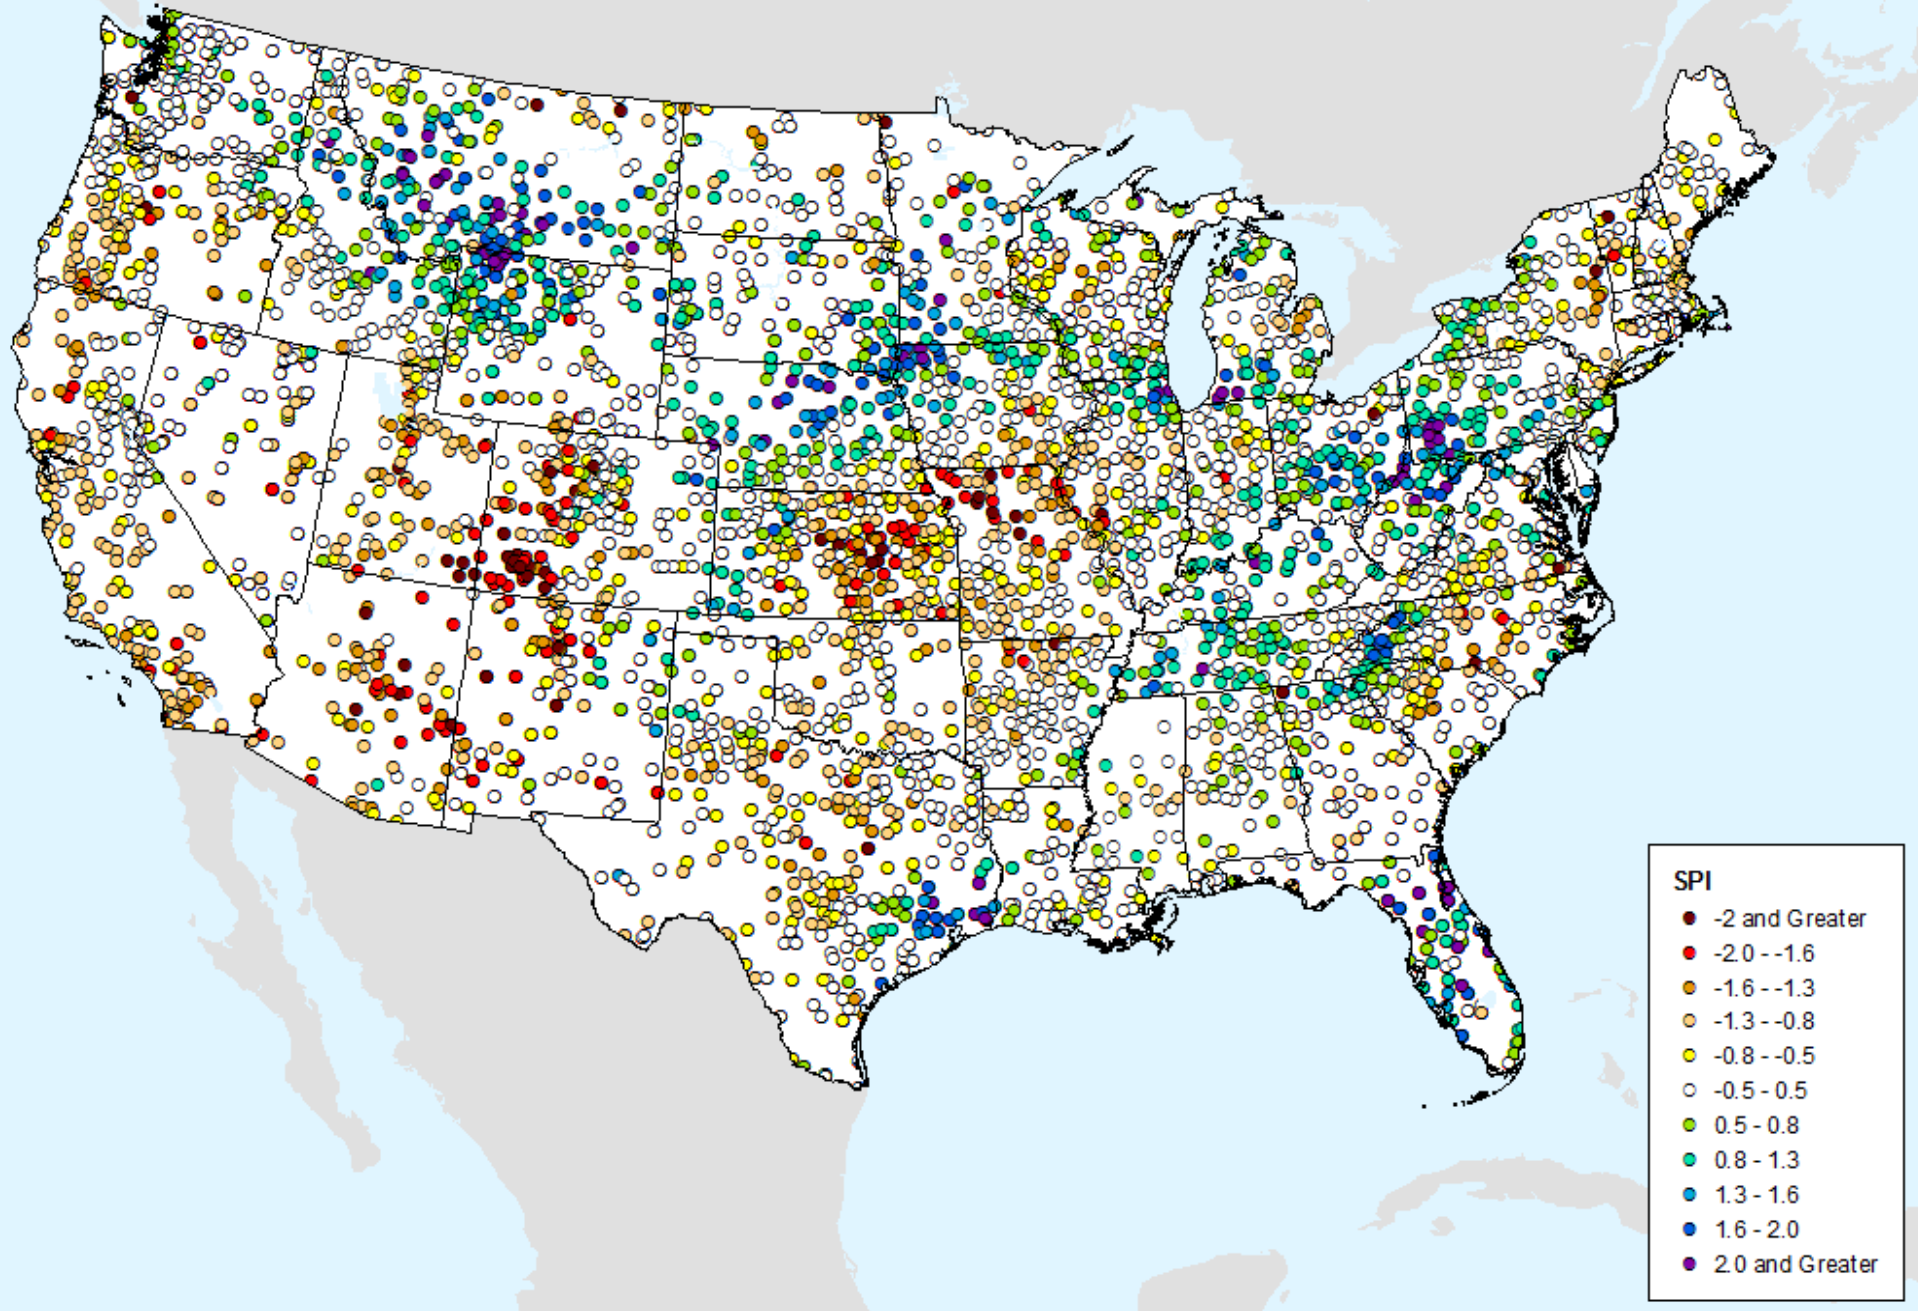 SPI
-2 and Greater
-2.0 - -1.6
-1.6 - -1.3
-1.3 - -0.8
-0.8 - -0.5
-0.5 - 0.5
0.5 - 0.8
0.8 - 1.3
1.3 - 1.6
1.6 - 2.0
2.0 and Greater